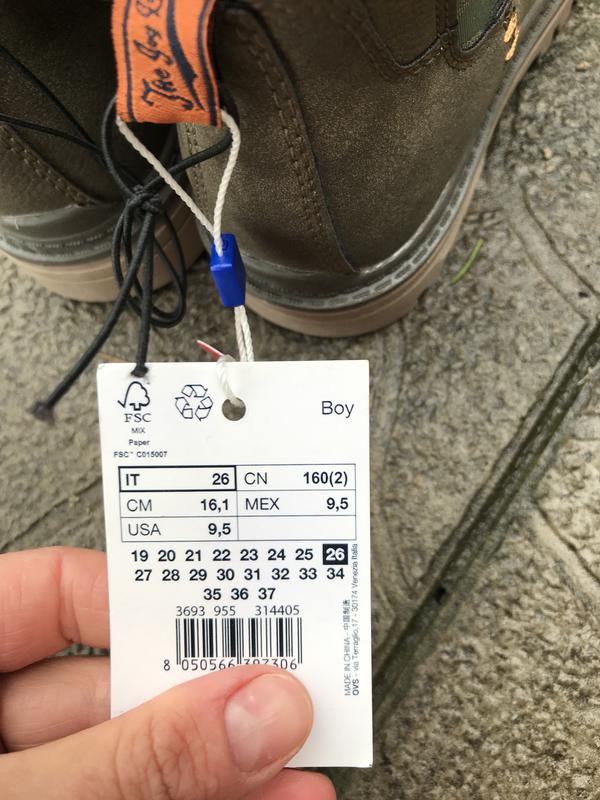 The Joy
FSC
MIX
Paper
FSC™ C015007
Boy
IT 26 CN 160(2)
CM 16,1 MEX 9,5
USA 9,5
19 20 21 22 23 24 25 26
27 28 29 30 31 32 33 34
35 36 37
3693 955 314405
8 050566 397306
MADE IN CHINA - 中国制造
OVS - via Terraglio,17 - 30174 Venezia Italia